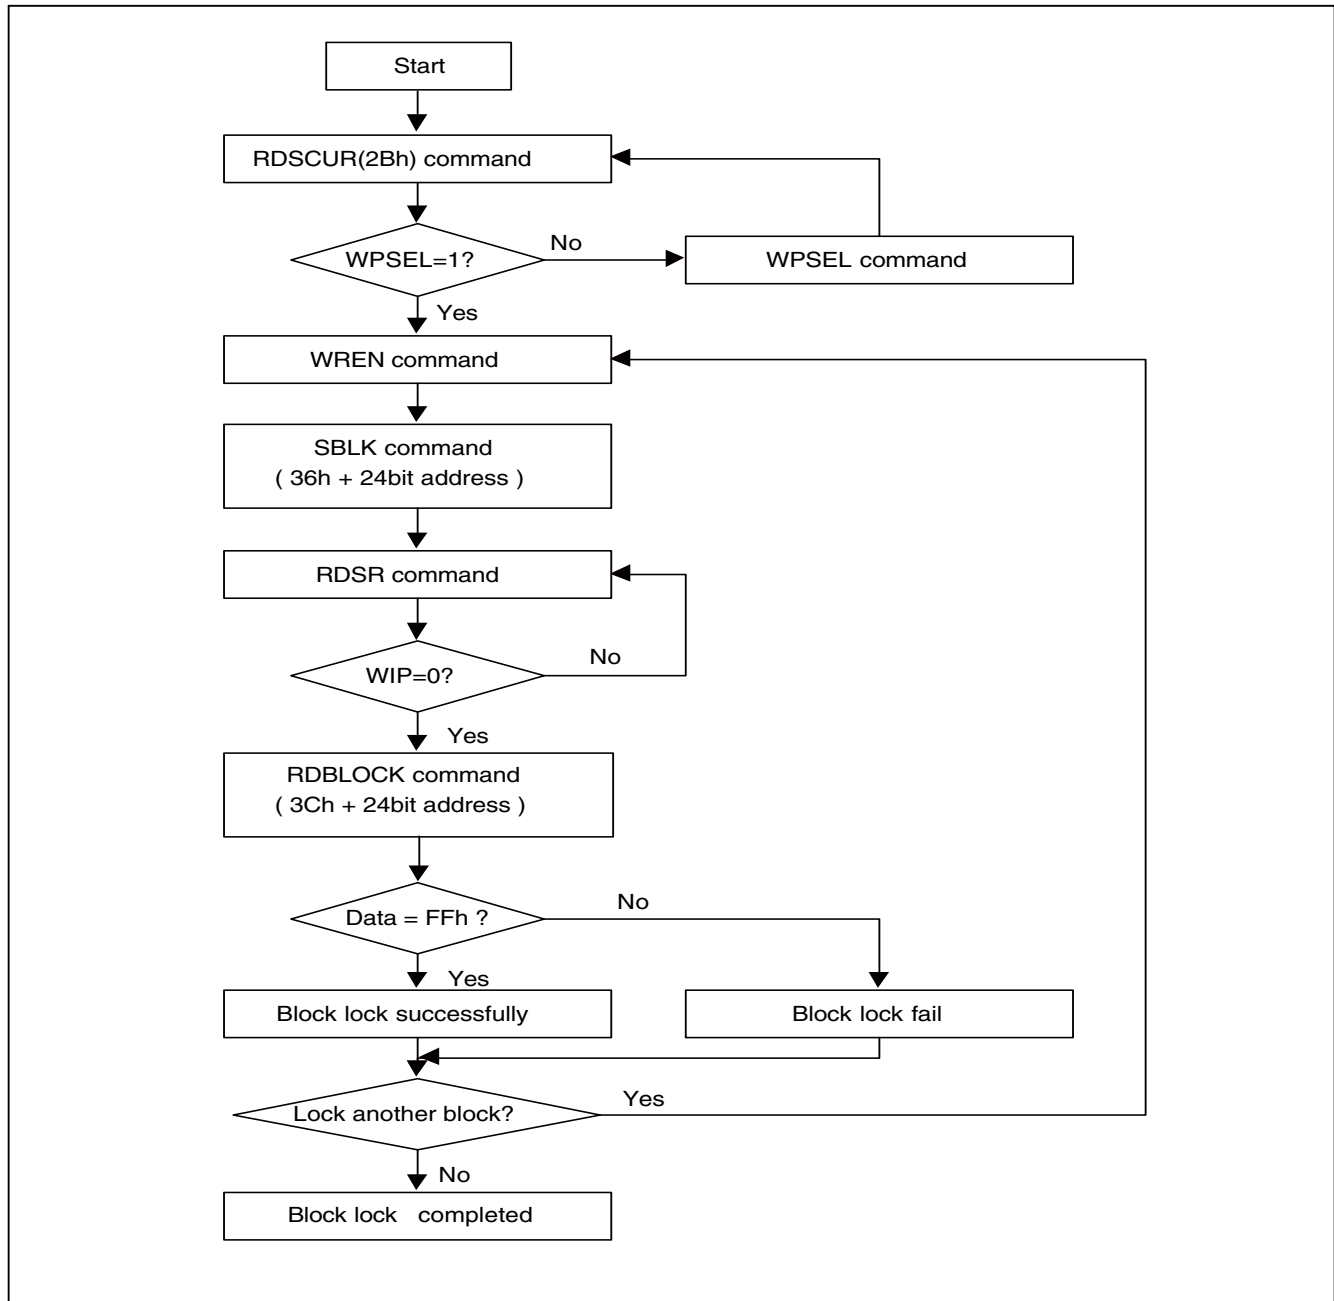 Start
RDSCUR(2Bh) command
WPSEL=1?
No
WPSEL command
Yes
WREN command
SBLK command
( 36h + 24bit address )
RDSR command
WIP=0?
No
Yes
RDBLOCK command
( 3Ch + 24bit address )
Data = FFh ?
No
Yes
Block lock successfully
Block lock fail
Lock another block?
Yes
No
Block lock completed